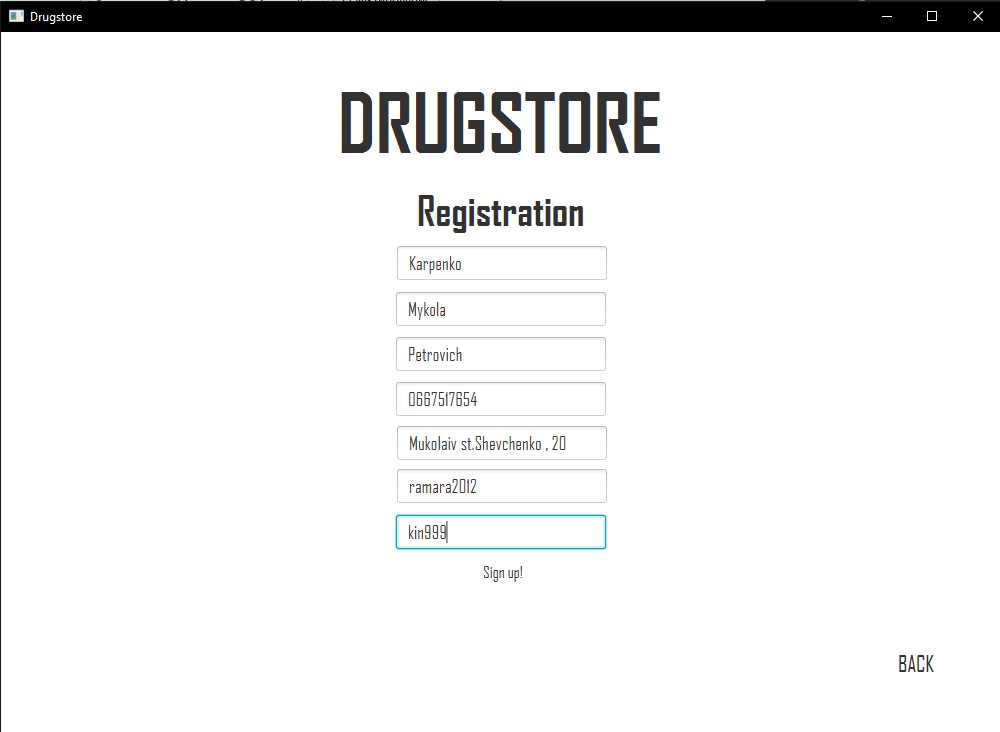 Drugstore
DRUGSTORE
Registration
Karpenko
Mykola
Petrovich
0667517654
Mukolaiv st.Shevchenko , 20
ramara2012
kin999
Sign up!
BACK